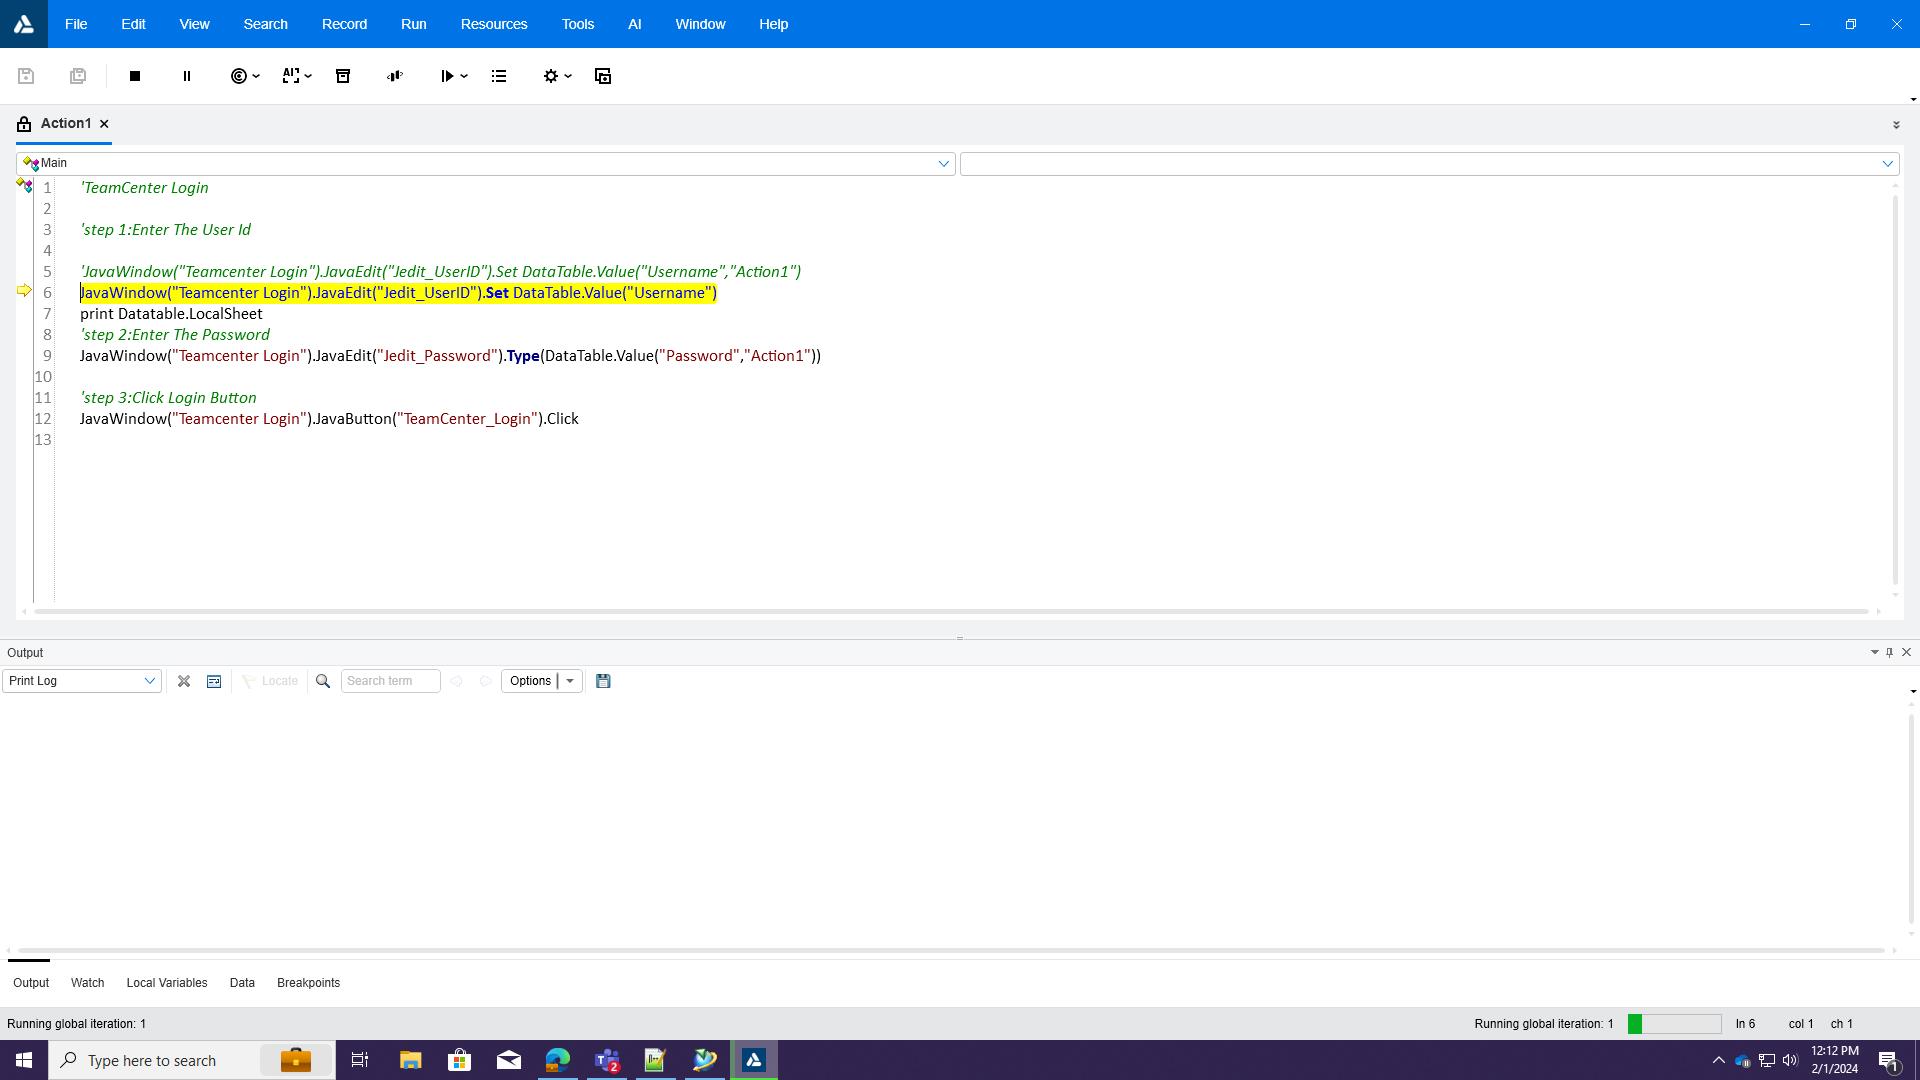 File Edit View Search Record Run Resources Tools AI Window Help
AI
Action1
Main
1 'TeamCenter Login
2
3 'step 1:Enter The User Id
4
5 'JavaWindow("Teamcenter Login").JavaEdit("Jedit_UserID").Set DataTable.Value("Username","Action1")
6 JavaWindow("Teamcenter Login").JavaEdit("Jedit_UserID").Set DataTable.Value("Username")
7 print Datatable.LocalSheet
8 'step 2:Enter The Password
9 JavaWindow("Teamcenter Login").JavaEdit("Jedit_Password").Type(DataTable.Value("Password","Action1"))
10
11 'step 3:Click Login Button
12 JavaWindow("Teamcenter Login").JavaButton("TeamCenter_Login").Click
13
Output
Print Log Locate Search term Options
Output Watch Local Variables Data Breakpoints
Running global iteration: 1 Running global iteration: 1 ln 6 col 1 ch 1
Type here to search 2 12:12 PM 1
2/1/2024